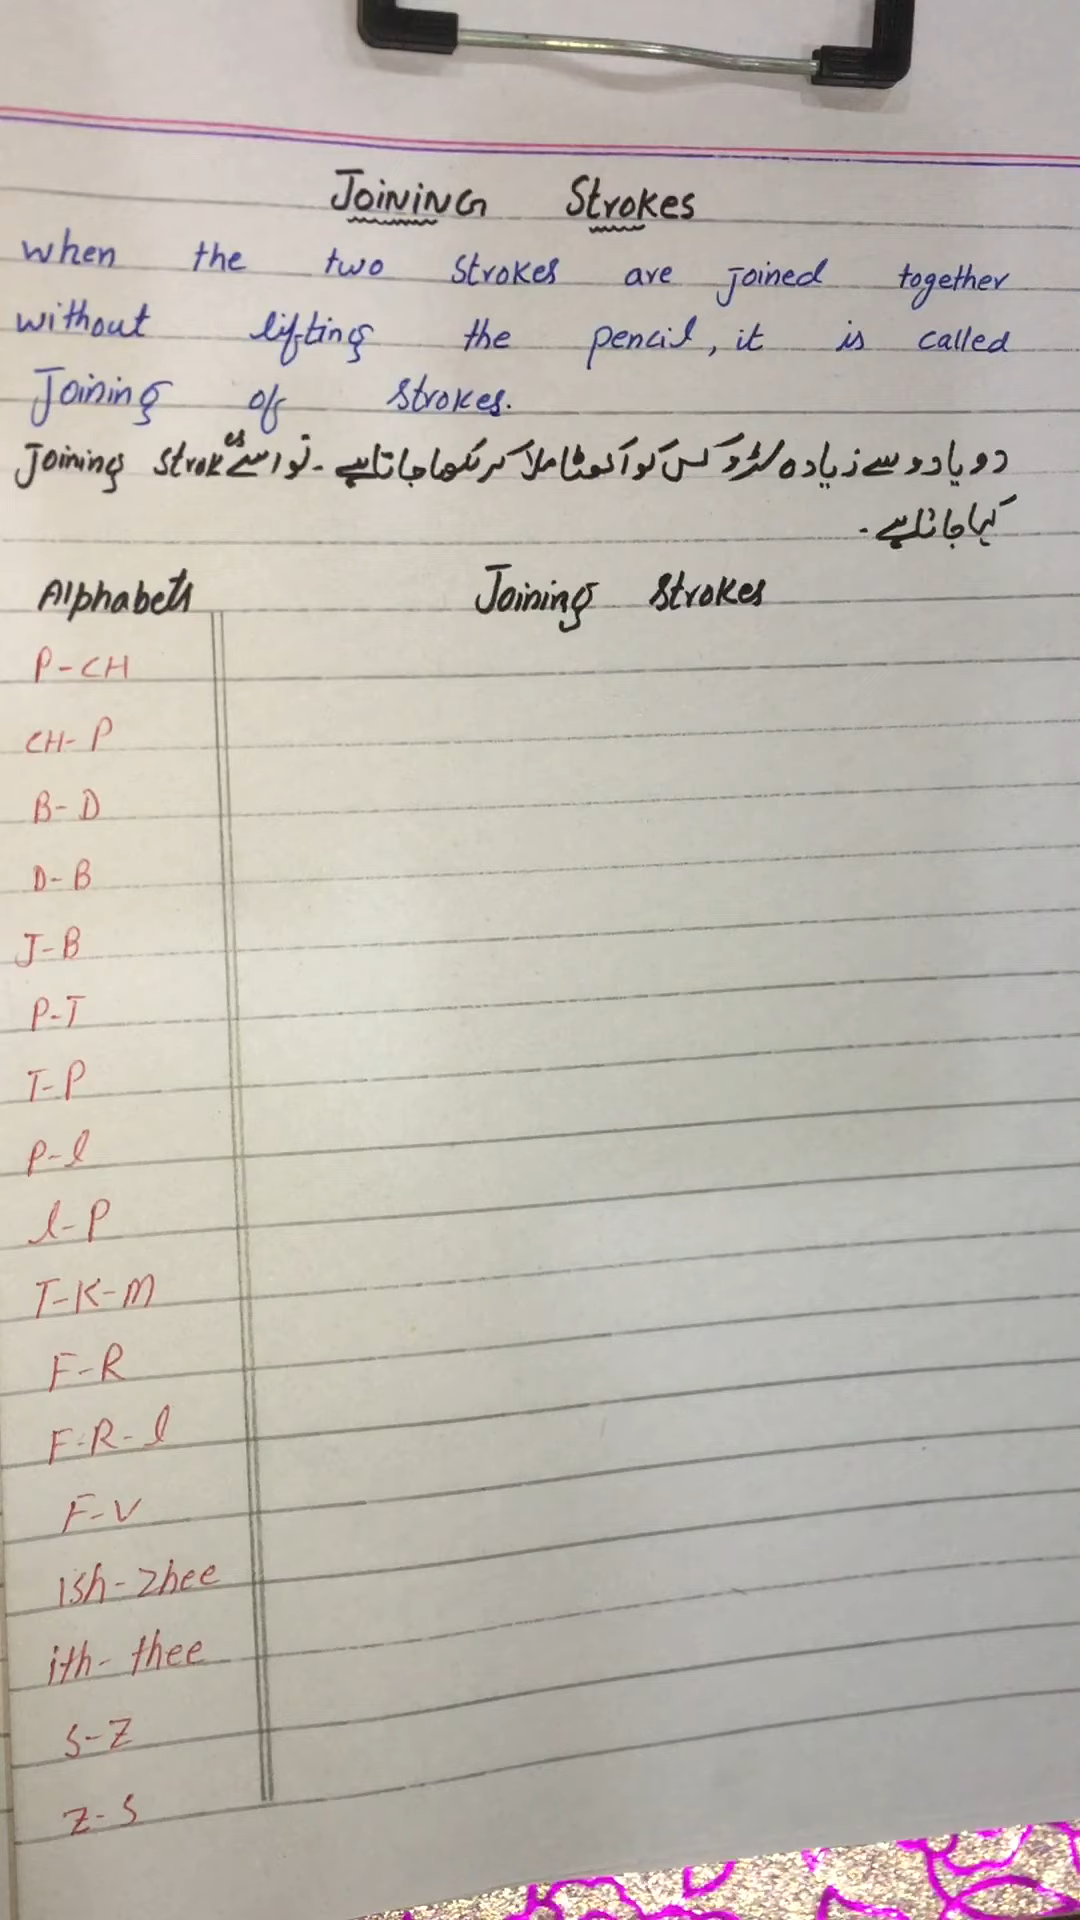 Joining Strokes
when the two strokes are joined together
without lifting the pencil, it is called
Joining of strokes.
دو یا دو سے زیادہ سٹروکس کو اکھٹا ملا کر لکھا جاتا ہے۔ تو اسے Joining strokes
کہا جاتا ہے۔
Alphabets Joining strokes
P-CH
CH-P
B-D
D-B
J-B
P-T
T-P
P-l
l-P
T-K-M
F-R
F-R-l
F-V
ish-zhee
ith-thee
S-Z
Z-S